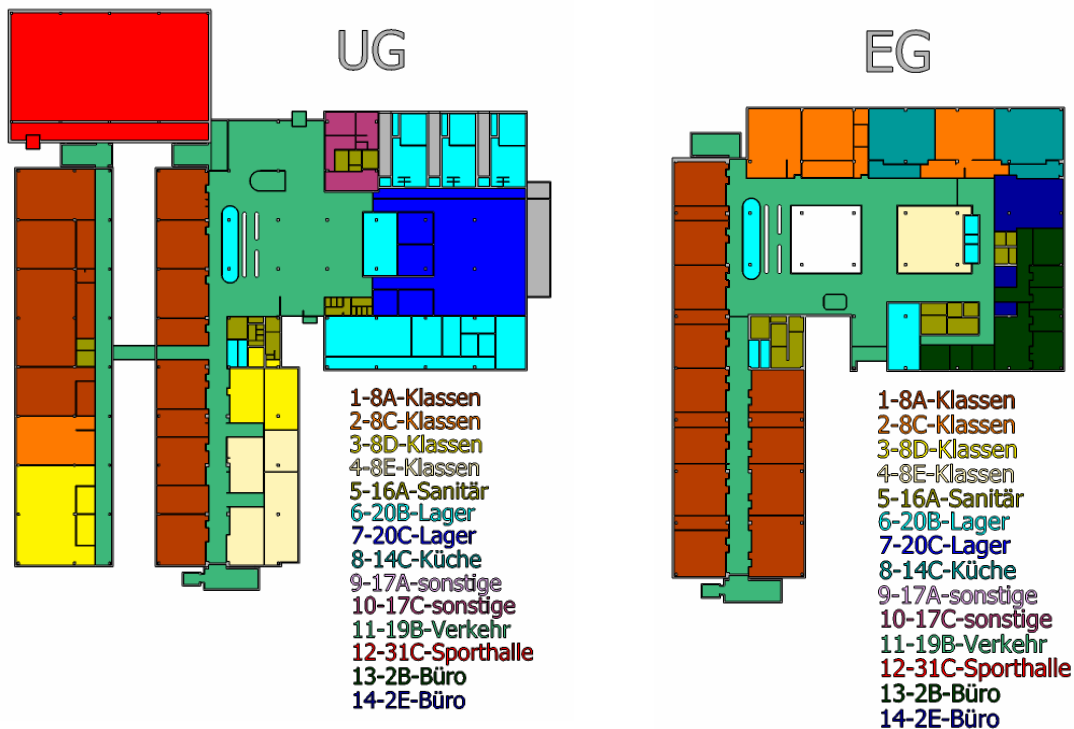 UG
EG
1-8A-Klassen
2-8C-Klassen
3-8D-Klassen
4-8E-Klassen
5-16A-Sanitär
6-20B-Lager
7-20C-Lager
8-14C-Küche
9-17A-sonstige
10-17C-sonstige
11-19B-Verkehr
12-31C-Sporthalle
13-2B-Büro
14-2E-Büro
1-8A-Klassen
2-8C-Klassen
3-8D-Klassen
4-8E-Klassen
5-16A-Sanitär
6-20B-Lager
7-20C-Lager
8-14C-Küche
9-17A-sonstige
10-17C-sonstige
11-19B-Verkehr
12-31C-Sporthalle
13-2B-Büro
14-2E-Büro